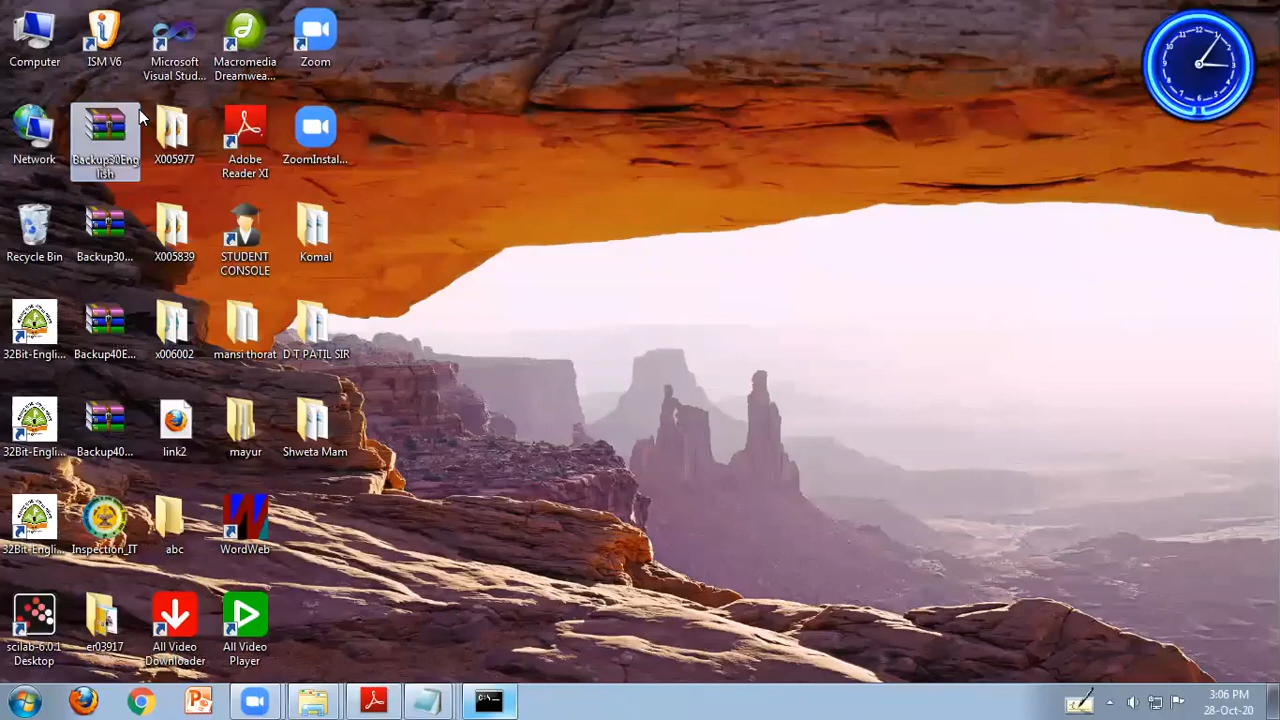 Computer
ISM V6
Microsoft
Visual Stud...
Macromedia
Dreamwea...
Zoom
Network
Backup30Eng
lish
X005977
Adobe
Reader XI
ZoomInstal...
Recycle Bin
Backup30...
X005839
STUDENT
CONSOLE
Komal
32Bit-Engli...
Backup40E...
x006002
mansi thorat
D T PATIL SIR
32Bit-Engli...
Backup40...
link2
mayur
Shweta Mam
32Bit-Engli...
Inspection_IT
abc
WordWeb
scilab-6.0.1
Desktop
er03917
All Video
Downloader
All Video
Player
3:06 PM
28-Oct-20